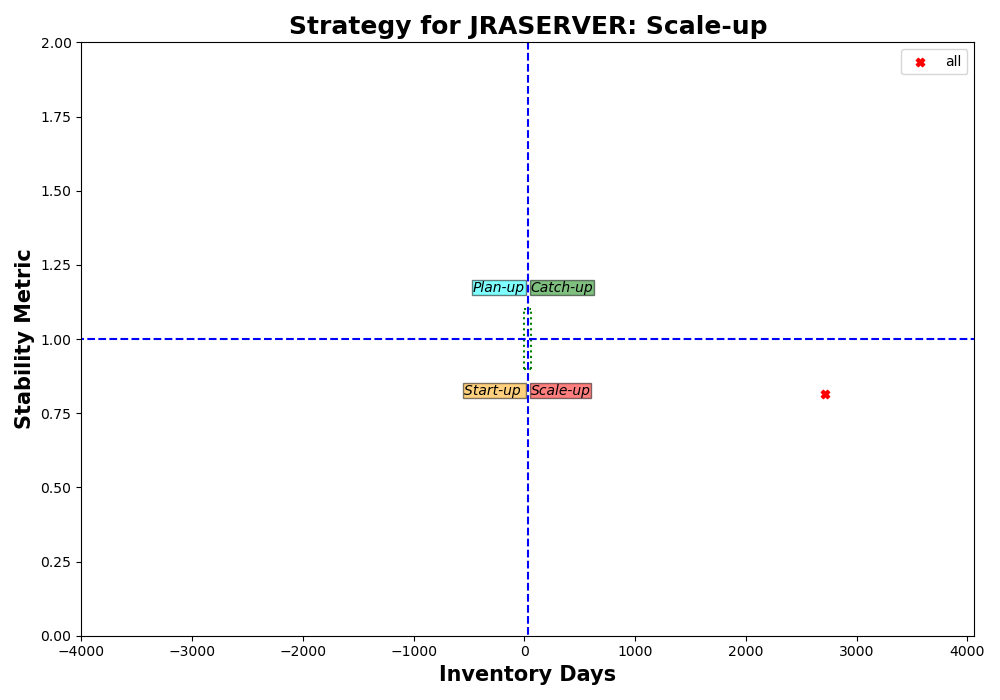 Strategy for JRASERVER: Scale-up
all
2.00
1.75
1.50
1.25
1.00
0.75
0.50
0.25
0.00
Stability Metric
Plan-up
Catch-up
Start-up
Scale-up
−4000 −3000 −2000 −1000 0 1000 2000 3000 4000
Inventory Days